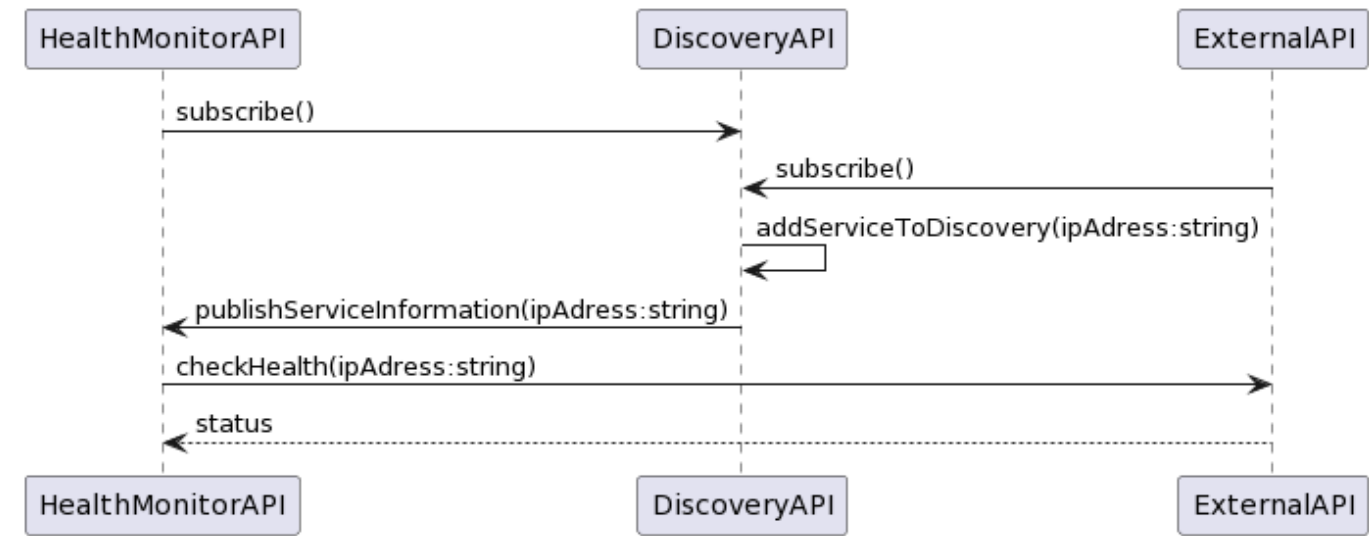 HealthMonitorAPI DiscoveryAPI ExternalAPI
subscribe()
subscribe()
addServiceToDiscovery(ipAdress:string)
publishServiceInformation(ipAdress:string)
checkHealth(ipAdress:string)
status
HealthMonitorAPI DiscoveryAPI ExternalAPI